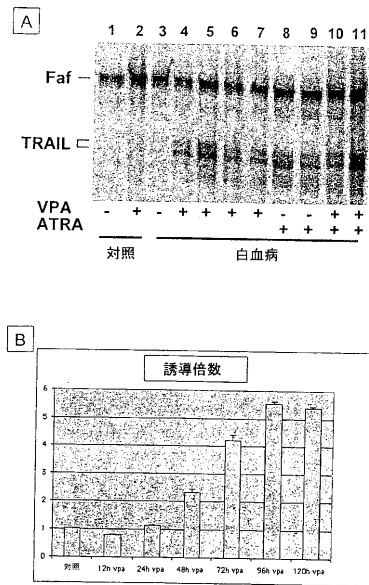 A
1 2 3 4 5 6 7 8 9 10 11
Faf
TRAIL
VPA - + - + + + + - - + +
ATRA + + + +
対照 白血病
B
誘導倍数
6
5
4
3
2
1
0
対照 12h vpa 24h vpa 48h vpa 72h vpa 96h vpa 120h vpa